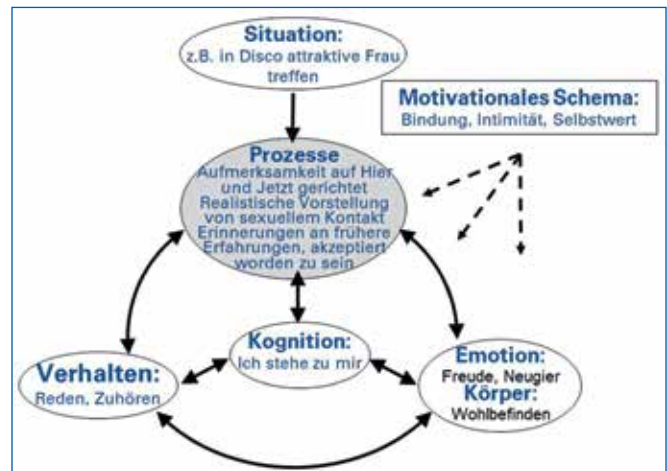 Situation:
z.B. in Disco attraktive Frau
treffen
Motivationales Schema:
Bindung, Intimität, Selbstwert
Prozesse
Aufmerksamkeit auf Hier
und Jetzt gerichtet
Realistische Vorstellung
von sexuellem Kontakt
Erinnerungen an frühere
Erfahrungen, akzeptiert
worden zu sein
Kognition:
Ich stehe zu mir
Verhalten:
Reden, Zuhören
Emotion:
Freude, Neugier
Körper:
Wohlbefinden